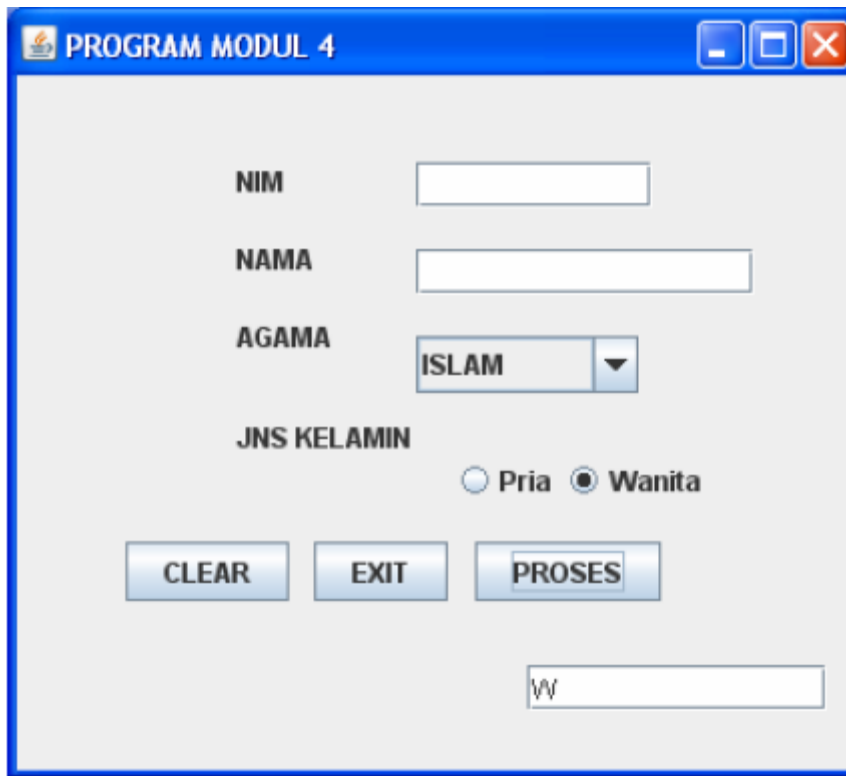 PROGRAM MODUL 4
NIM
NAMA
AGAMA
ISLAM
JNS KELAMIN
Pria Wanita
CLEAR EXIT PROSES
W